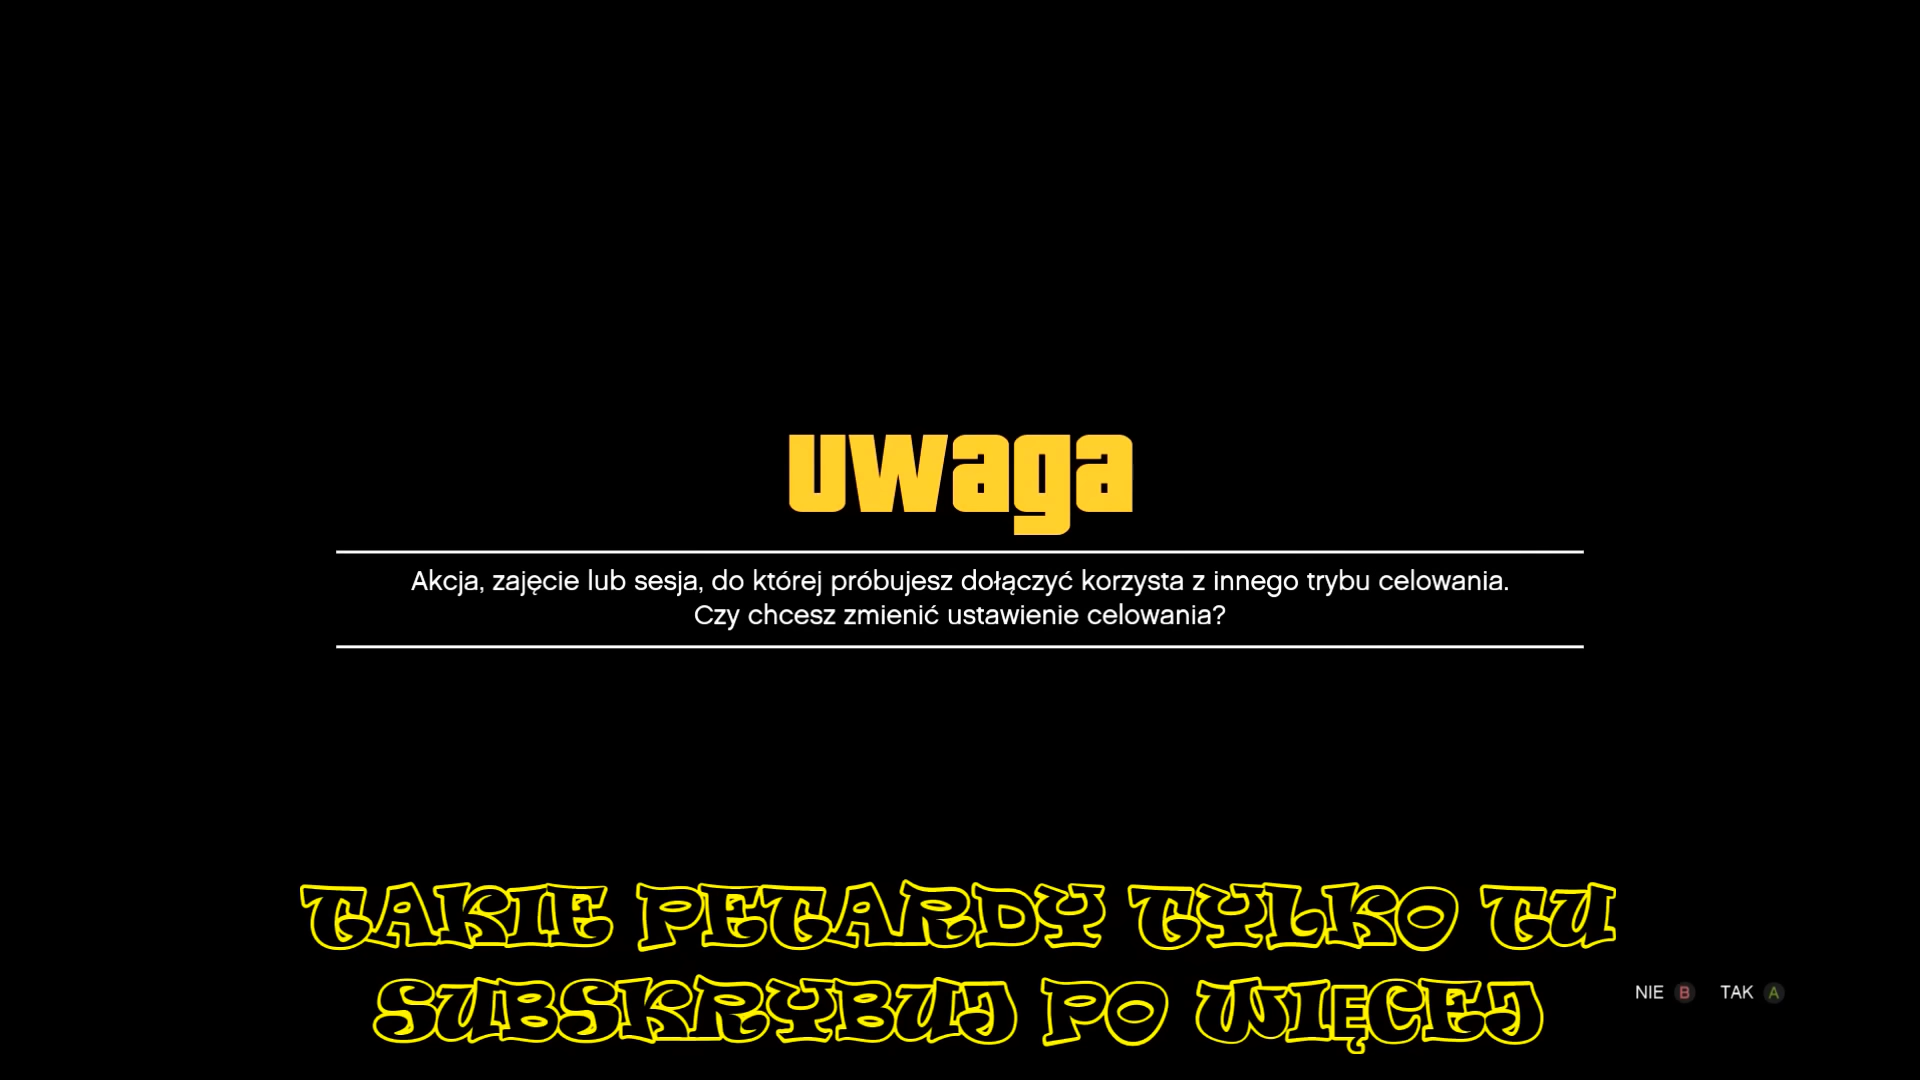 uwaga
Akcja, zajęcie lub sesja, do której próbujesz dołączyć korzysta z innego trybu celowania.
Czy chcesz zmienić ustawienie celowania?
TAKIE PETARDY TYLKO TU
SUBSKRYBUJ PO WIĘCEJ
NIE B TAK A